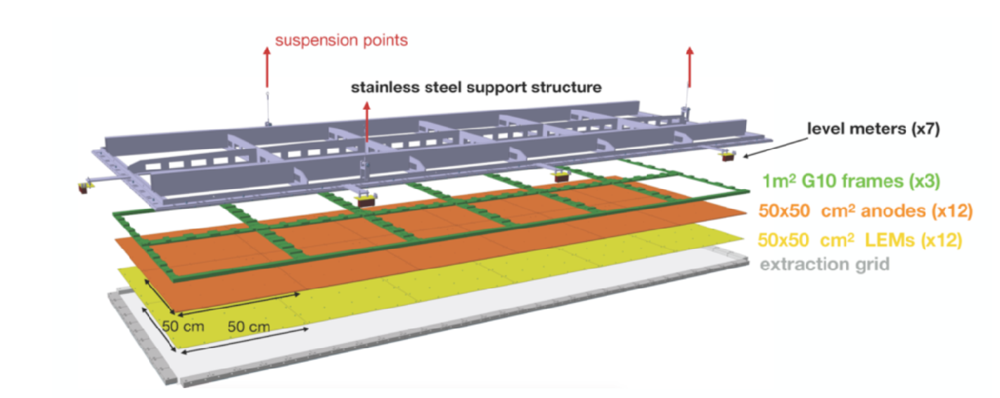 suspension points
stainless steel support structure
level meters (x7)
1m² G10 frames (x3)
50x50 cm² anodes (x12)
50x50 cm² LEMs (x12)
extraction grid
50 cm 50 cm